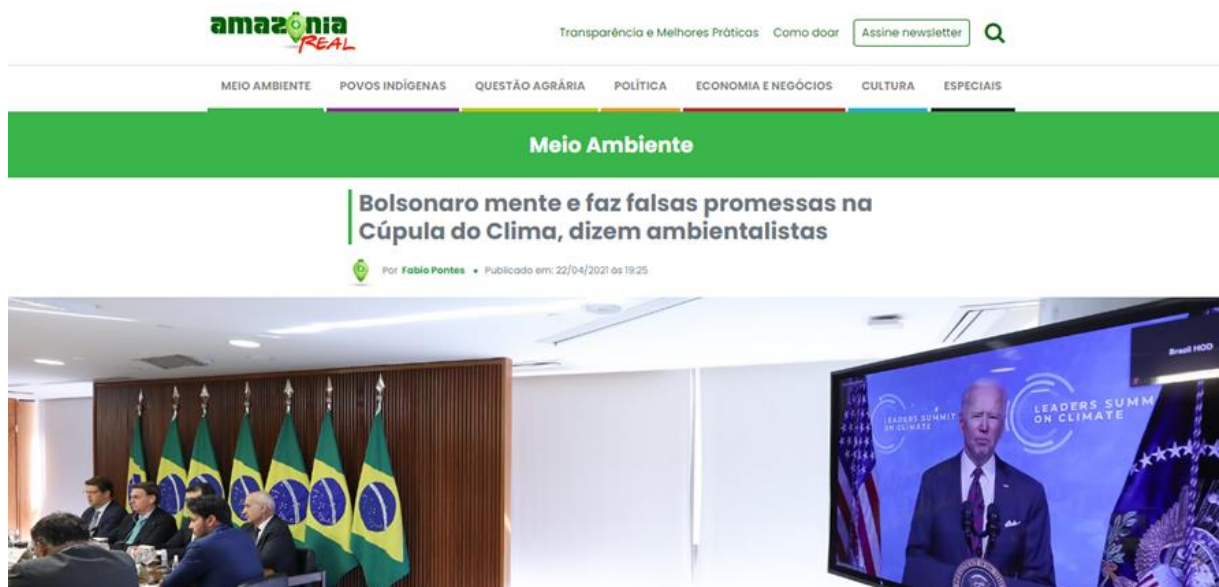 amazônia
REAL
Transparência e Melhores Práticas Como doar Assine newsletter
MEIO AMBIENTE POVOS INDÍGENAS QUESTÃO AGRÁRIA POLÍTICA ECONOMIA E NEGÓCIOS CULTURA ESPECIAIS
Meio Ambiente
Bolsonaro mente e faz falsas promessas na
Cúpula do Clima, dizem ambientalistas
Por Fabio Pontes • Publicado em: 22/04/2021 às 19:25
Brazil HOD
LEADERS SUMMIT
ON CLIMATE
LEADERS SUMM
ON CLIMATE